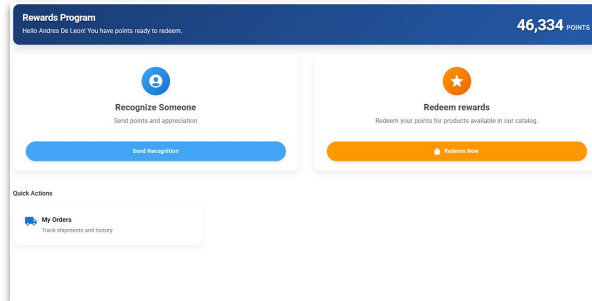 Rewards Program
Hello Andres De Leon! You have points ready to redeem.
46,334 POINTS
Recognize Someone
Send points and appreciation
Send Recognition
Redeem rewards
Redeem your points for products available in our catalog.
Redeem Now
Quick Actions
My Orders
Track shipments and history